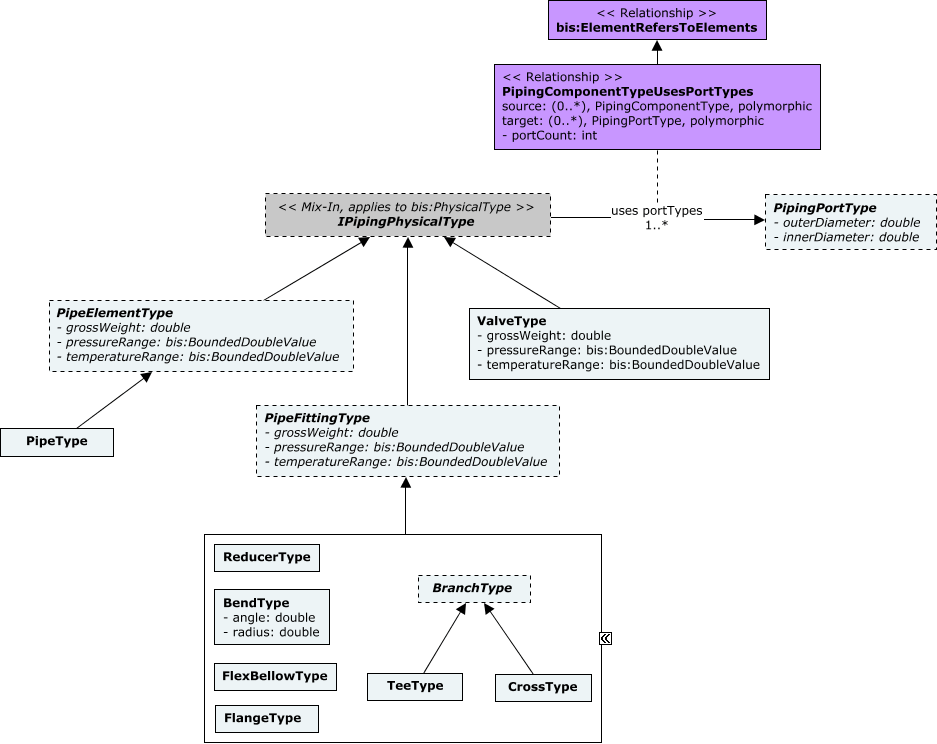 << Relationship >>
bis:ElementRefersToElements
<< Relationship >>
PipingComponentTypeUsesPortTypes
source: (0..*), PipingComponentType, polymorphic
target: (0..*), PipingPortType, polymorphic
- portCount: int
<< Mix-In, applies to bis:PhysicalType >>
IPipingPhysicalType
uses portTypes
1..*
PipingPortType
- outerDiameter: double
- innerDiameter: double
PipeElementType
- grossWeight: double
- pressureRange: bis:BoundedDoubleValue
- temperatureRange: bis:BoundedDoubleValue
ValveType
- grossWeight: double
- pressureRange: bis:BoundedDoubleValue
- temperatureRange: bis:BoundedDoubleValue
PipeType
PipeFittingType
- grossWeight: double
- pressureRange: bis:BoundedDoubleValue
- temperatureRange: bis:BoundedDoubleValue
ReducerType
BendType
- angle: double
- radius: double
FlexBellowType
FlangeType
BranchType
TeeType
CrossType